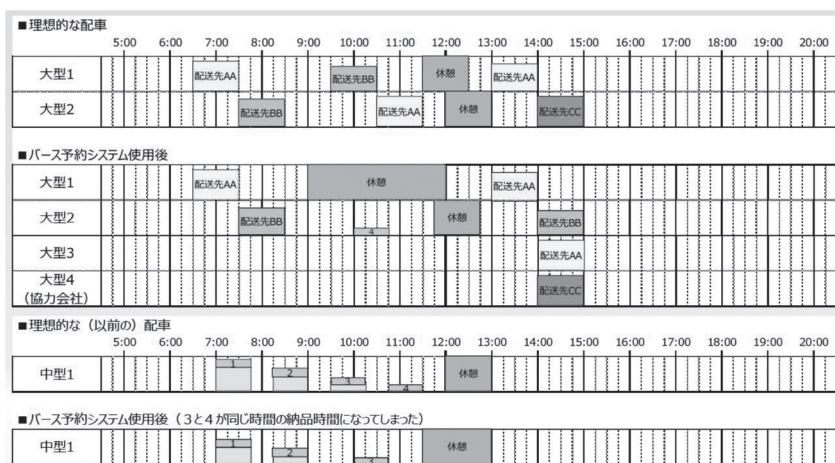 ■理想的な配車
5:00 6:00 7:00 8:00 9:00 10:00 11:00 12:00 13:00 14:00 15:00 16:00 17:00 18:00 19:00 20:00
大型1 配送先AA 配送先BB 休憩 配送先AA
大型2 配送先BB 配送先AA 休憩 配送先CC
■バース予約システム使用後
大型1 配送先AA 休憩 配送先AA
大型2 配送先BB 4 休憩 配送先BB
大型3 配送先AA
大型4
(協力会社) 配送先CC
■理想的な(以前の)配車
5:00 6:00 7:00 8:00 9:00 10:00 11:00 12:00 13:00 14:00 15:00 16:00 17:00 18:00 19:00 20:00
中型1 1 2 3 4 休憩
■バース予約システム使用後(3と4が同じ時間の納品時間になってしまった)
中型1 1 2 3 休憩